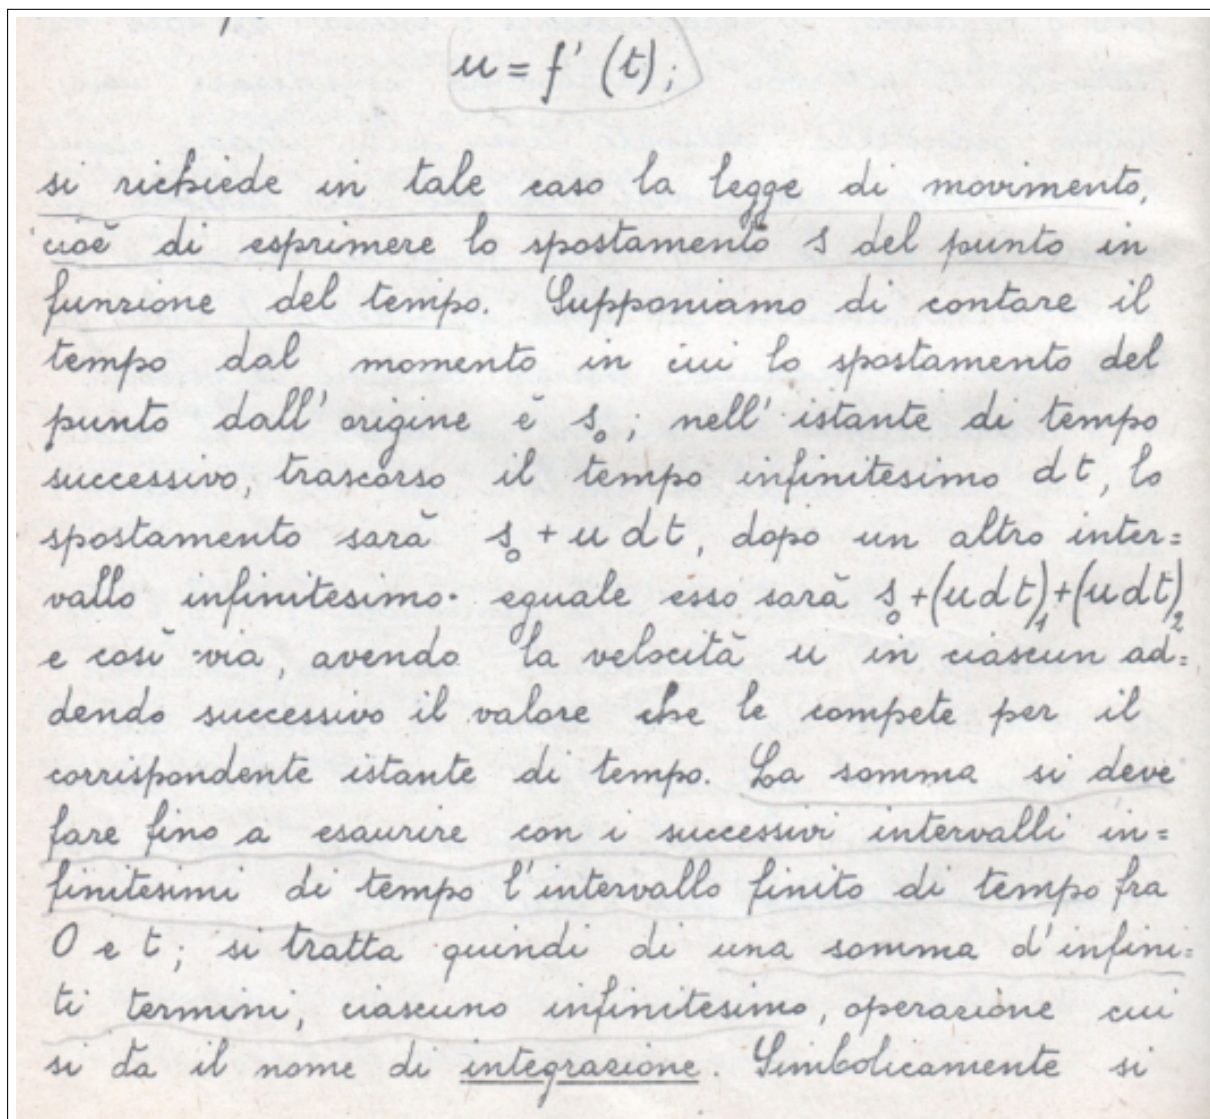 u = f' (t);
si richiede in tale caso la legge di movimento,
cioè di esprimere lo spostamento s del punto in
funzione del tempo. Supponiamo di contare il
tempo dal momento in cui lo spostamento del
punto dall'origine è s₀; nell'istante di tempo
successivo, trascorso il tempo infinitesimo dt, lo
spostamento sarà s₀ + u dt, dopo un altro inter=
vallo infinitesimo eguale esso sarà s₀ + (u dt)₁ + (u dt)₂
e così via, avendo la velocità u in ciascun ad=
dendo successivo il valore che le compete per il
corrispondente istante di tempo. La somma si deve
fare fino a esaurire con i successivi intervalli in=
finitesimi di tempo l'intervallo finito di tempo fra
0 e t; si tratta quindi di una somma d'infini=
ti termini, ciascuno infinitesimo, operazione cui
si da il nome di integrazione. Simbolicamente si